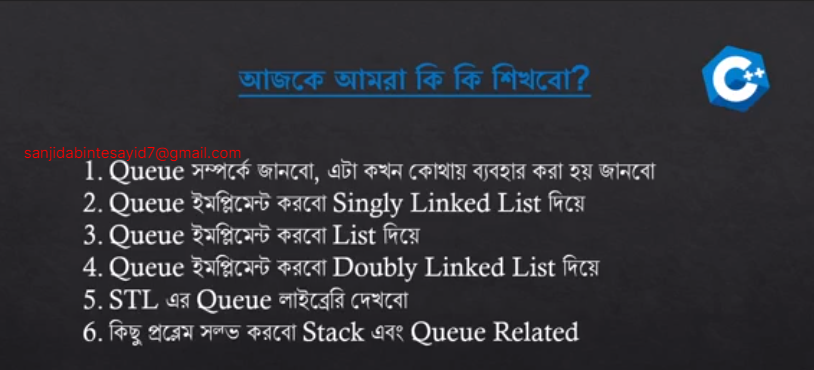 আজকে আমরা কি কি শিখবো?
C++
sanjidabintesayid7@gmail.com
1. Queue সম্পর্কে জানবো, এটা কখন কোথায় ব্যবহার করা হয় জানবো
2. Queue ইমপ্লিমেন্ট করবো Singly Linked List দিয়ে
3. Queue ইমপ্লিমেন্ট করবো List দিয়ে
4. Queue ইমপ্লিমেন্ট করবো Doubly Linked List দিয়ে
5. STL এর Queue লাইব্রেরি দেখবো
6. কিছু প্রব্লেম সল্ভ করবো Stack এবং Queue Related